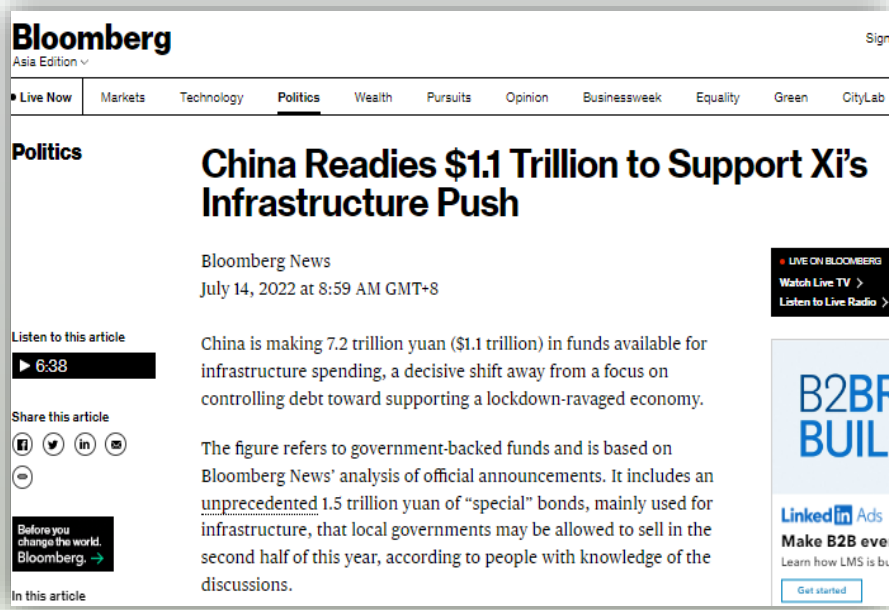 Bloomberg
Asia Edition
Sign
Live Now Markets Technology Politics Wealth Pursuits Opinion Businessweek Equality Green CityLab
Politics
China Readies $1.1 Trillion to Support Xi's
Infrastructure Push
Bloomberg News
July 14, 2022 at 8:59 AM GMT+8
LIVE ON BLOOMBERG
Watch Live TV >
Listen to Live Radio >
Listen to this article
6:38
Share this article
China is making 7.2 trillion yuan ($1.1 trillion) in funds available for
infrastructure spending, a decisive shift away from a focus on
controlling debt toward supporting a lockdown-ravaged economy.
The figure refers to government-backed funds and is based on
Bloomberg News' analysis of official announcements. It includes an
unprecedented 1.5 trillion yuan of “special” bonds, mainly used for
infrastructure, that local governments may be allowed to sell in the
second half of this year, according to people with knowledge of the
discussions.
Before you
change the world.
Bloomberg. →
In this article
B2BR
BUIL
Linked in Ads
Make B2B ever
Learn how LMS is bu
Get started